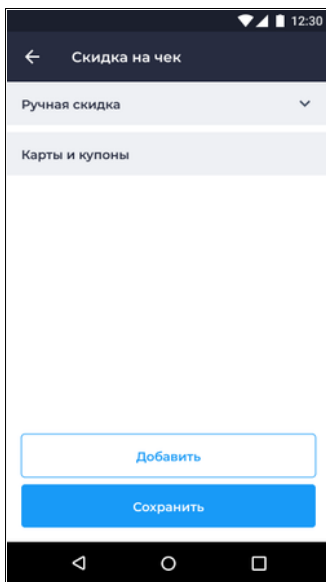 12:30
Скидка на чек
Ручная скидка
Карты и купоны
Добавить
Сохранить